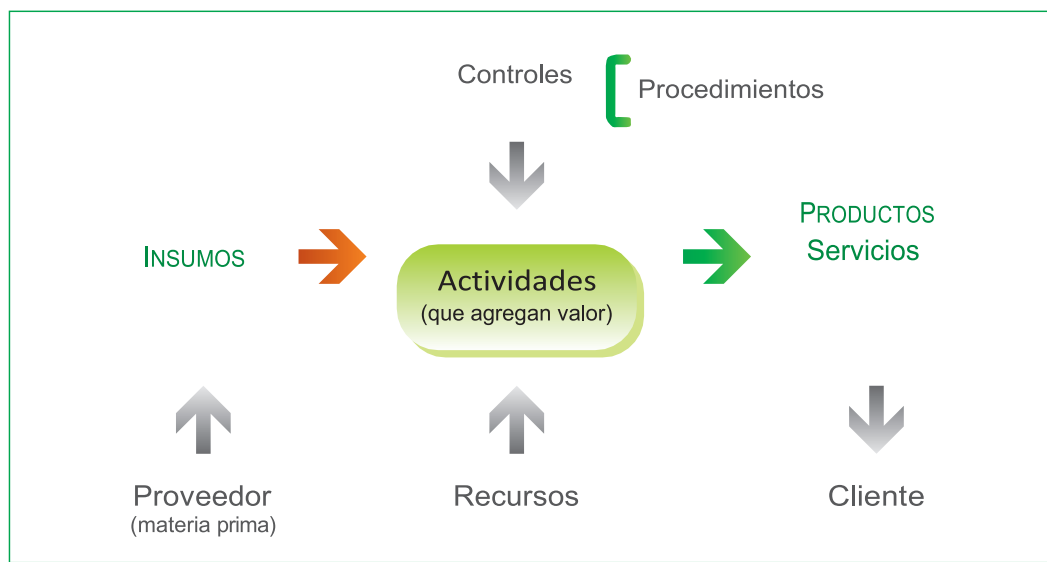 Controles
Procedimientos
INSUMOS
Actividades
(que agregan valor)
PRODUCTOS
Servicios
Proveedor
(materia prima)
Recursos
Cliente